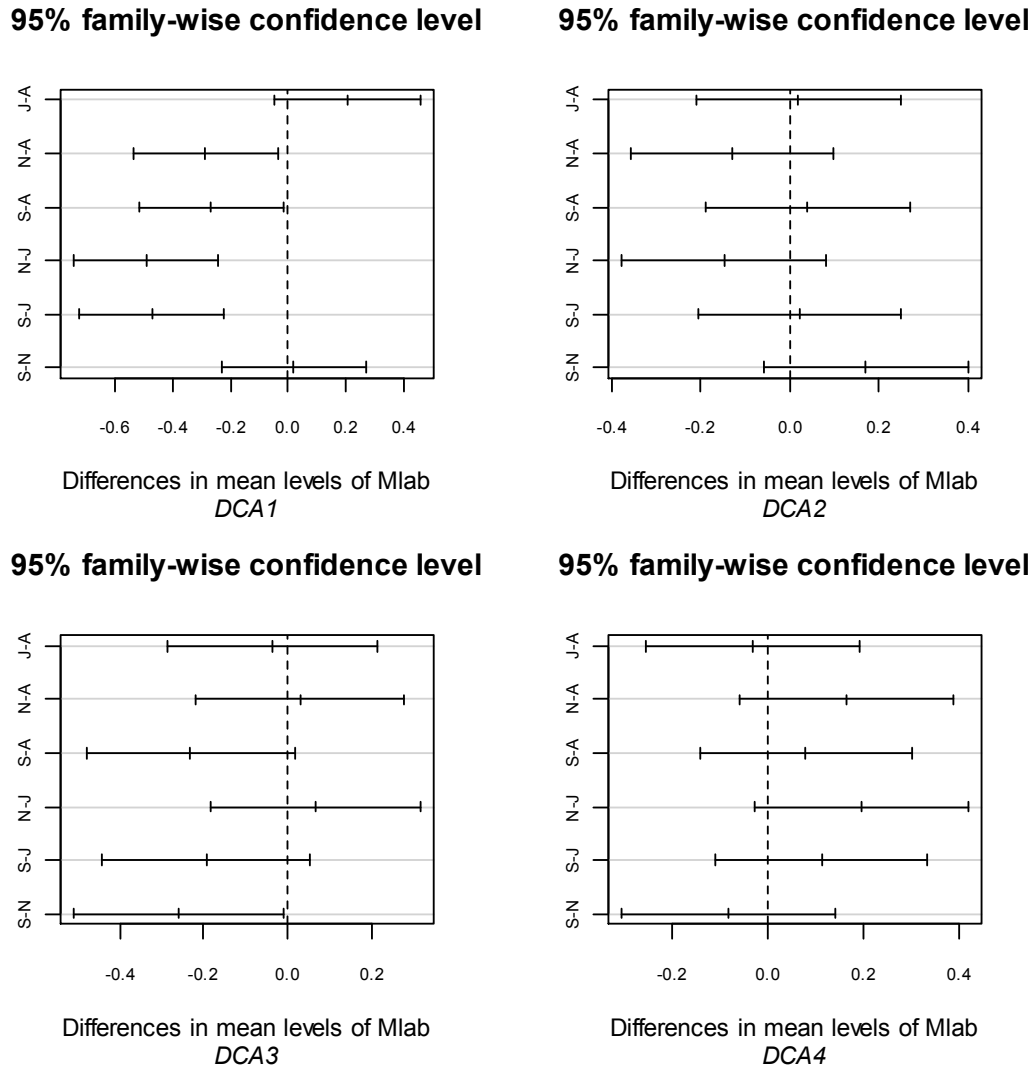 95% family-wise confidence level
J-A
N-A
S-A
N-J
S-J
S-N
-0.6 -0.4 -0.2 0.0 0.2 0.4
Differences in mean levels of Mlab
DCA1
95% family-wise confidence level
J-A
N-A
S-A
N-J
S-J
S-N
-0.4 -0.2 0.0 0.2 0.4
Differences in mean levels of Mlab
DCA2
95% family-wise confidence level
J-A
N-A
S-A
N-J
S-J
S-N
-0.4 -0.2 0.0 0.2
Differences in mean levels of Mlab
DCA3
95% family-wise confidence level
J-A
N-A
S-A
N-J
S-J
S-N
-0.2 0.0 0.2 0.4
Differences in mean levels of Mlab
DCA4